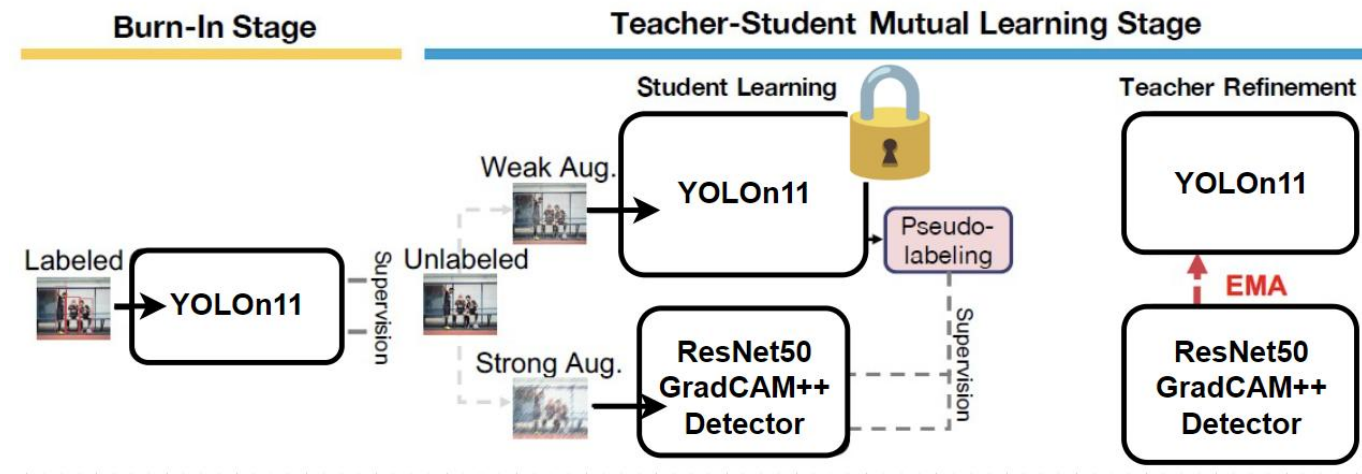 Burn-In Stage
Teacher-Student Mutual Learning Stage
Student Learning
Teacher Refinement
Weak Aug.
YOLOn11
YOLOn11
Pseudo-
labeling
Labeled
YOLOn11
Supervision
Unlabeled
EMA
Strong Aug.
ResNet50
GradCAM++
Detector
Supervision
ResNet50
GradCAM++
Detector